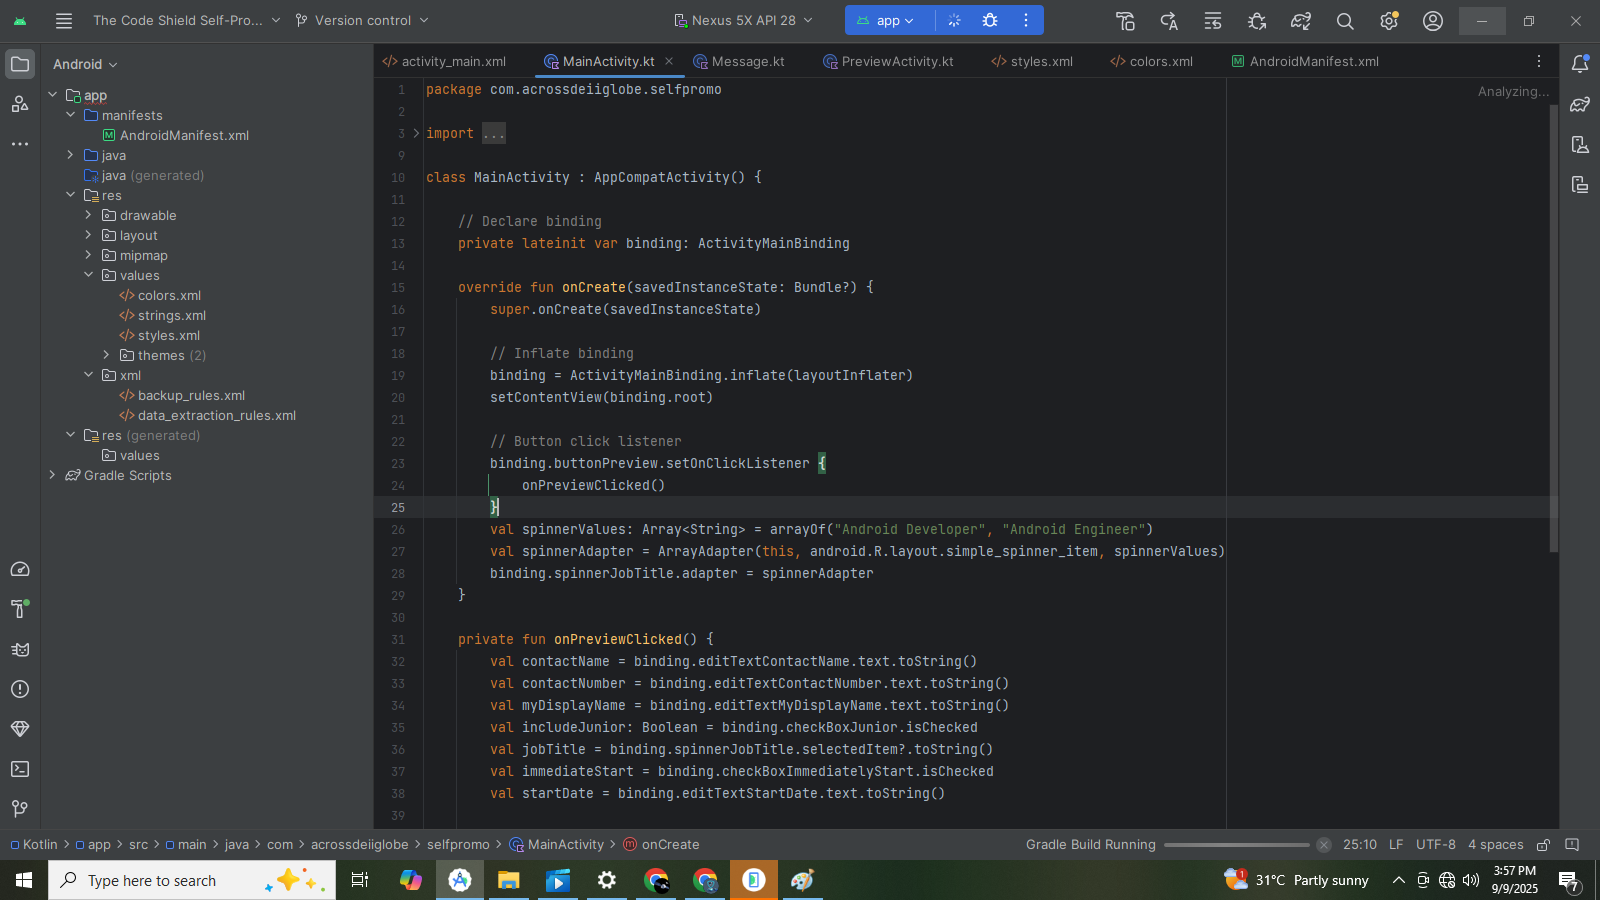 The Code Shield Self-Pro...
Version control
Nexus 5X API 28
app
Android
activity_main.xml
MainActivity.kt
Message.kt
PreviewActivity.kt
styles.xml
colors.xml
AndroidManifest.xml
app
manifests
AndroidManifest.xml
java
java (generated)
res
drawable
layout
mipmap
values
colors.xml
strings.xml
styles.xml
themes (2)
xml
backup_rules.xml
data_extraction_rules.xml
res (generated)
values
Gradle Scripts
Analyzing...
1 package com.acrossdeiiglobe.selfpromo
2
3 import ...
9
10 class MainActivity : AppCompatActivity() {
11
12 // Declare binding
13 private lateinit var binding: ActivityMainBinding
14
15 override fun onCreate(savedInstanceState: Bundle?) {
16 super.onCreate(savedInstanceState)
17
18 // Inflate binding
19 binding = ActivityMainBinding.inflate(layoutInflater)
20 setContentView(binding.root)
21
22 // Button click listener
23 binding.buttonPreview.setOnClickListener {
24 onPreviewClicked()
25 }
26 val spinnerValues: Array<String> = arrayOf("Android Developer", "Android Engineer")
27 val spinnerAdapter = ArrayAdapter(this, android.R.layout.simple_spinner_item, spinnerValues)
28 binding.spinnerJobTitle.adapter = spinnerAdapter
29 }
30
31 private fun onPreviewClicked() {
32 val contactName = binding.editTextContactName.text.toString()
33 val contactNumber = binding.editTextContactNumber.text.toString()
34 val myDisplayName = binding.editTextMyDisplayName.text.toString()
35 val includeJunior: Boolean = binding.checkBoxJunior.isChecked
36 val jobTitle = binding.spinnerJobTitle.selectedItem?.toString()
37 val immediateStart = binding.checkBoxImmediatelyStart.isChecked
38 val startDate = binding.editTextStartDate.text.toString()
39
Kotlin > app > src > main > java > com > acrossdeiiglobe > selfpromo > MainActivity > onCreate
Gradle Build Running
25:10 LF UTF-8 4 spaces
Type here to search
1
31°C Partly sunny
3:57 PM
9/9/2025
7